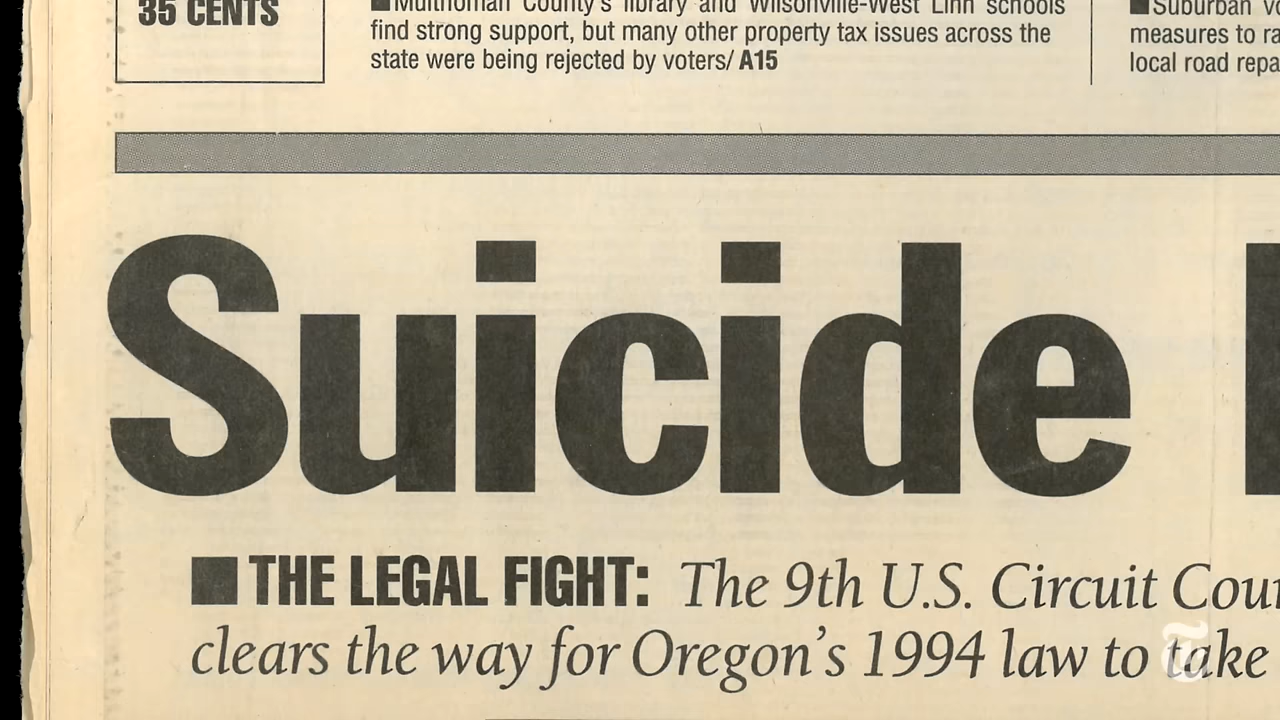 35 CENTS
■Multnomah County's library and Wilsonville-West Linn schools
find strong support, but many other property tax issues across the
state were being rejected by voters/ A15
■Suburban
measures to
local road
Suicide
■THE LEGAL FIGHT: The 9th U.S. Circuit
clears the way for Oregon's 1994 law to take